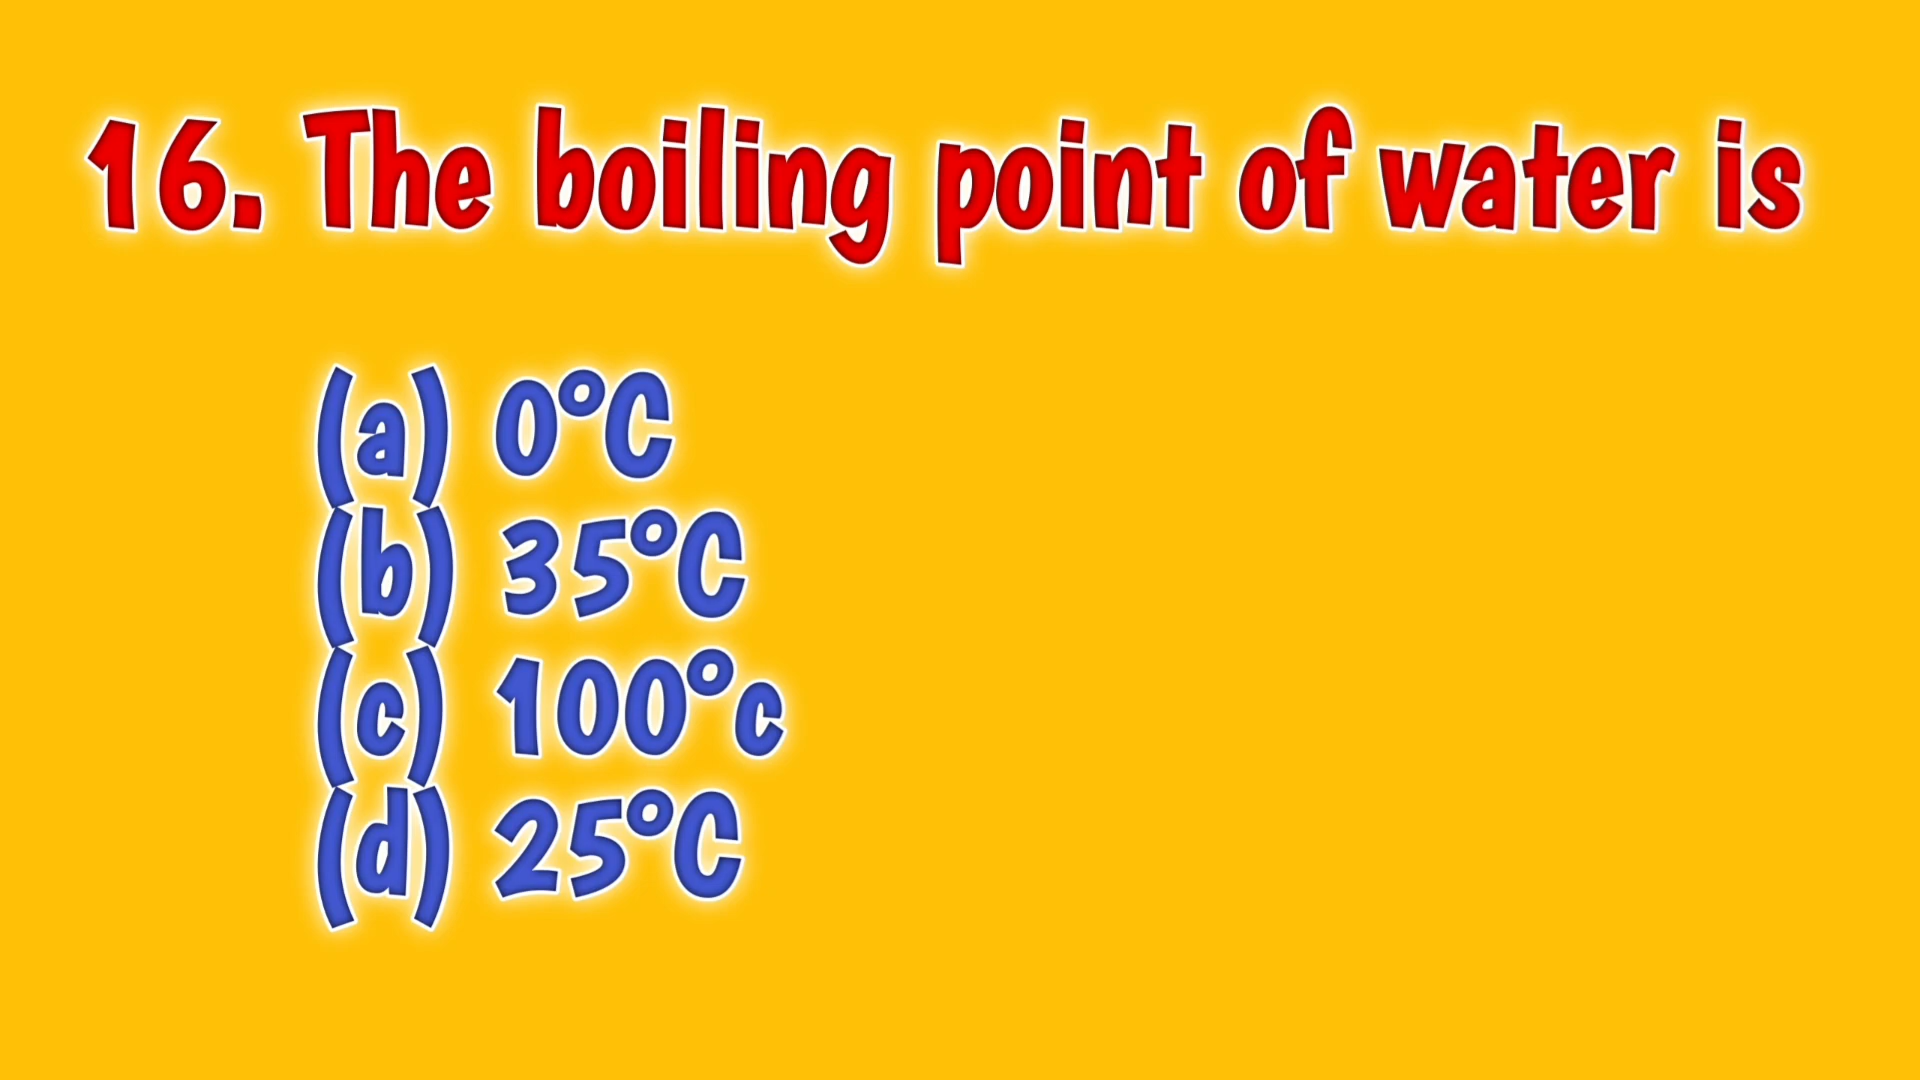 16. The boiling point of water is
(a) 0°C
(b) 35°C
(c) 100°c
(d) 25°C